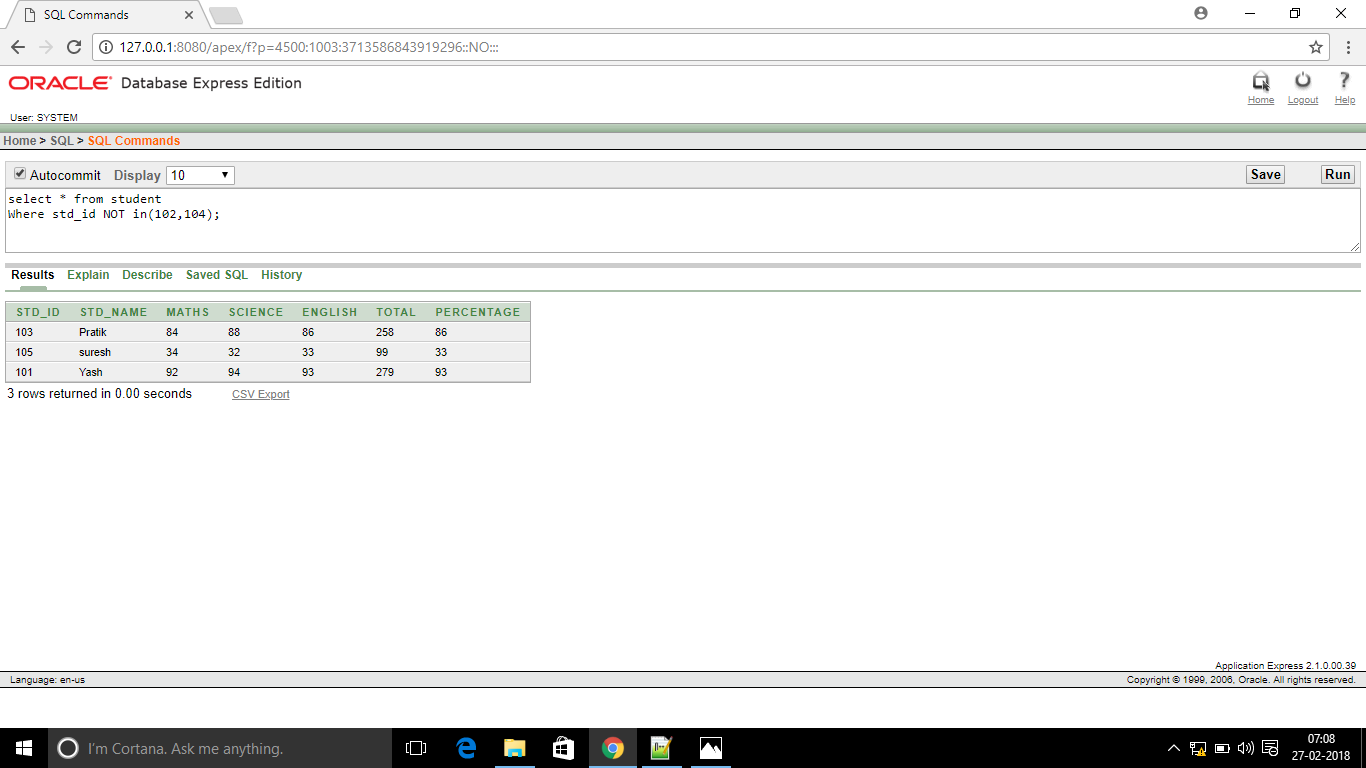 SQL Commands
127.0.0.1:8080/apex/f?p=4500:1003:3713586843919296::NO:::
ORACLE Database Express Edition
Home Logout Help
User: SYSTEM
Home > SQL > SQL Commands
Autocommit Display 10 Save Run
select * from student
Where std_id NOT in(102,104);
Results Explain Describe Saved SQL History
STD_ID STD_NAME MATHS SCIENCE ENGLISH TOTAL PERCENTAGE
103 Pratik 84 88 86 258 86
105 suresh 34 32 33 99 33
101 Yash 92 94 93 279 93
3 rows returned in 0.00 seconds CSV Export
Application Express 2.1.0.00.39
Language: en-us Copyright © 1999, 2006, Oracle. All rights reserved.
I'm Cortana. Ask me anything.
07:08
27-02-2018